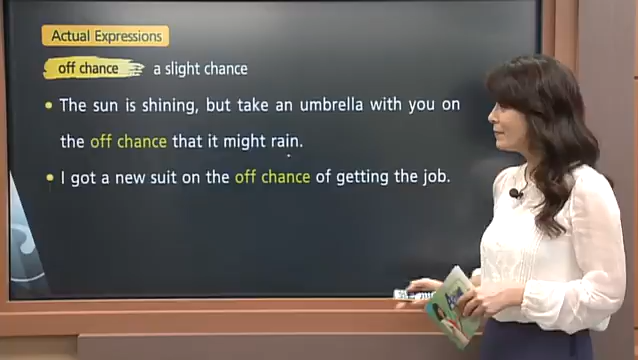 Actual Expressions
off chance a slight chance
• The sun is shining, but take an umbrella with you on
the off chance that it might rain.
• I got a new suit on the off chance of getting the job.